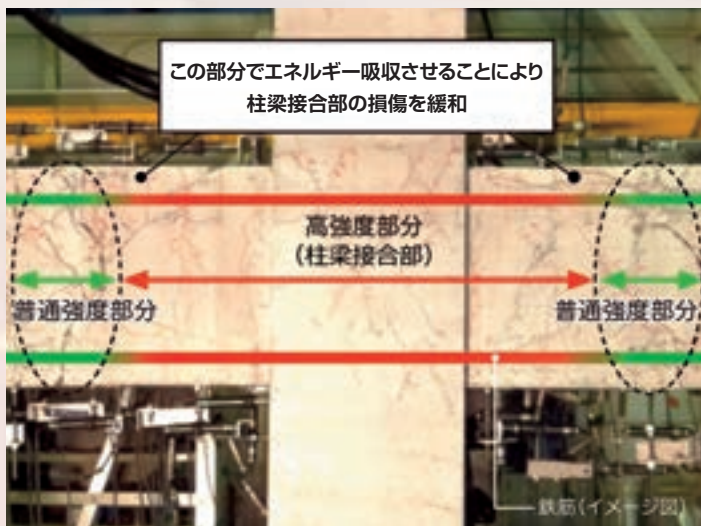 この部分でエネルギー吸収させることにより
柱梁接合部の損傷を緩和
高強度部分
（柱梁接合部）
普通強度部分
普通強度部分
鉄筋（イメージ図）